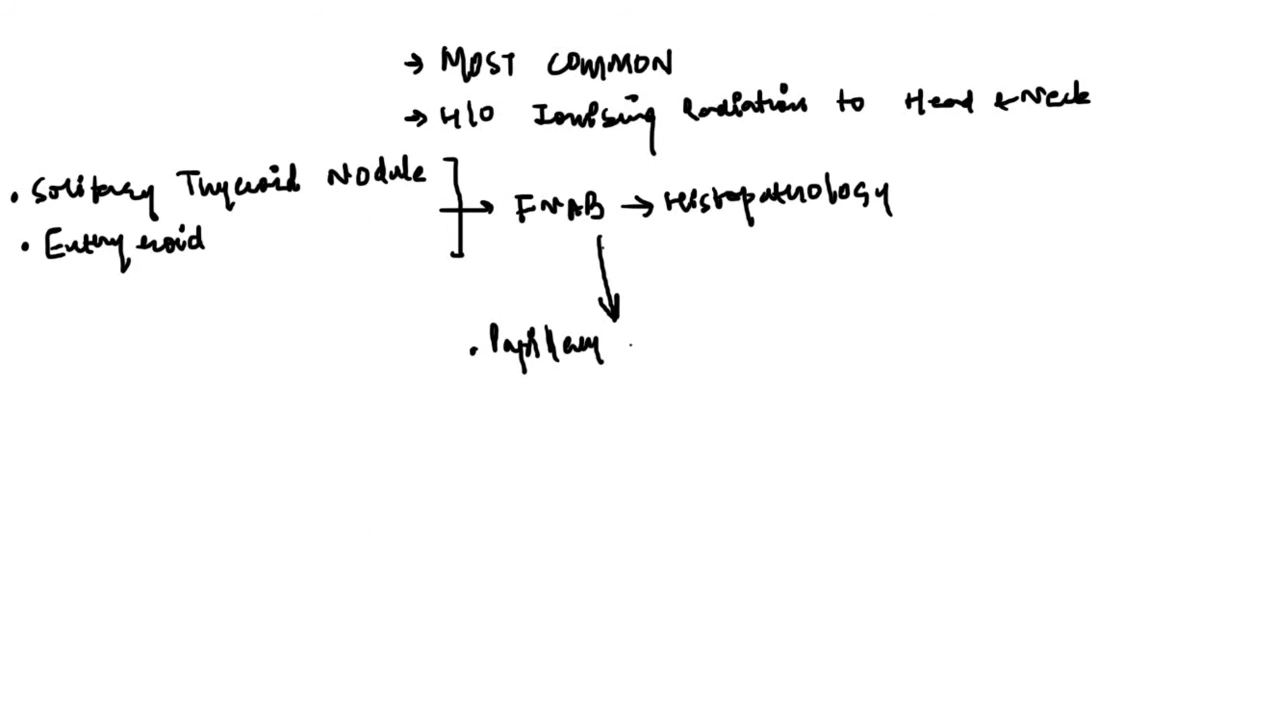 → MOST COMMON
→ H/O Ionising Radiation to Head & Neck
• Solitary Thyroid Nodule
• Euthyroid
→ FNAB → Histopathology
• Papillary